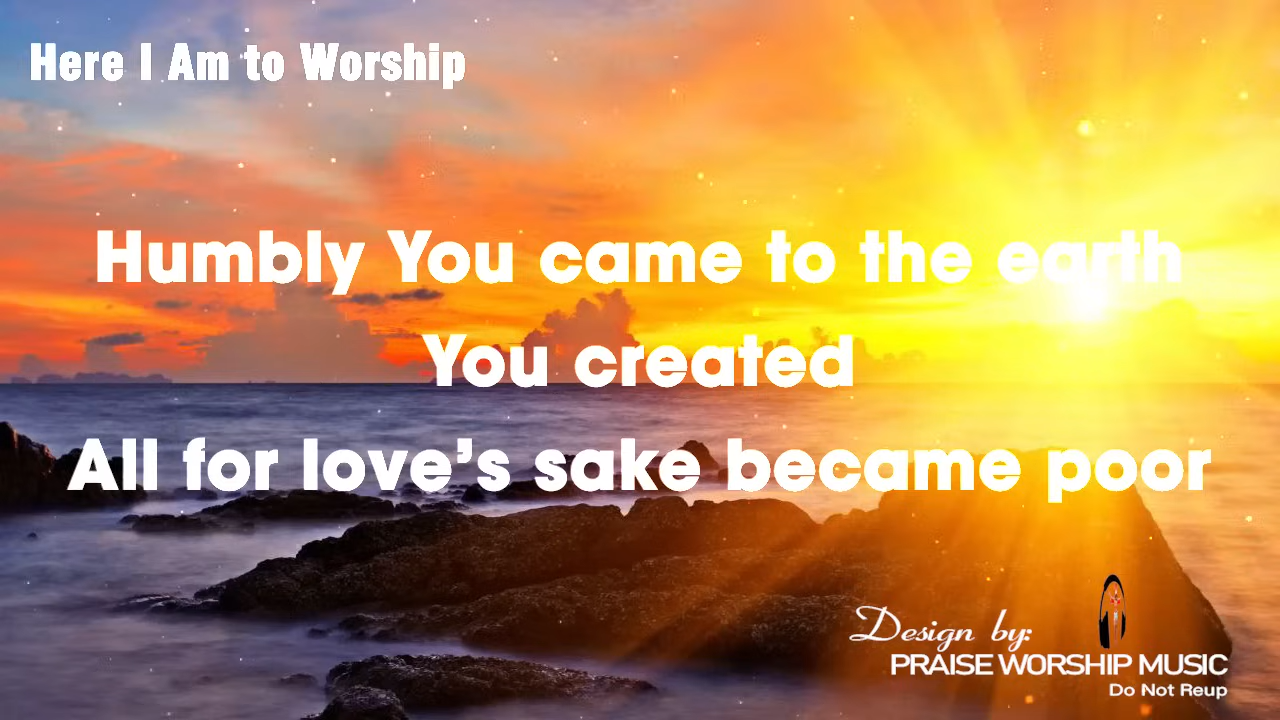 Here I Am to Worship
Humbly You came to the earth
You created
All for love’s sake became poor
Design by:
PRAISE WORSHIP MUSIC
Do Not Reup